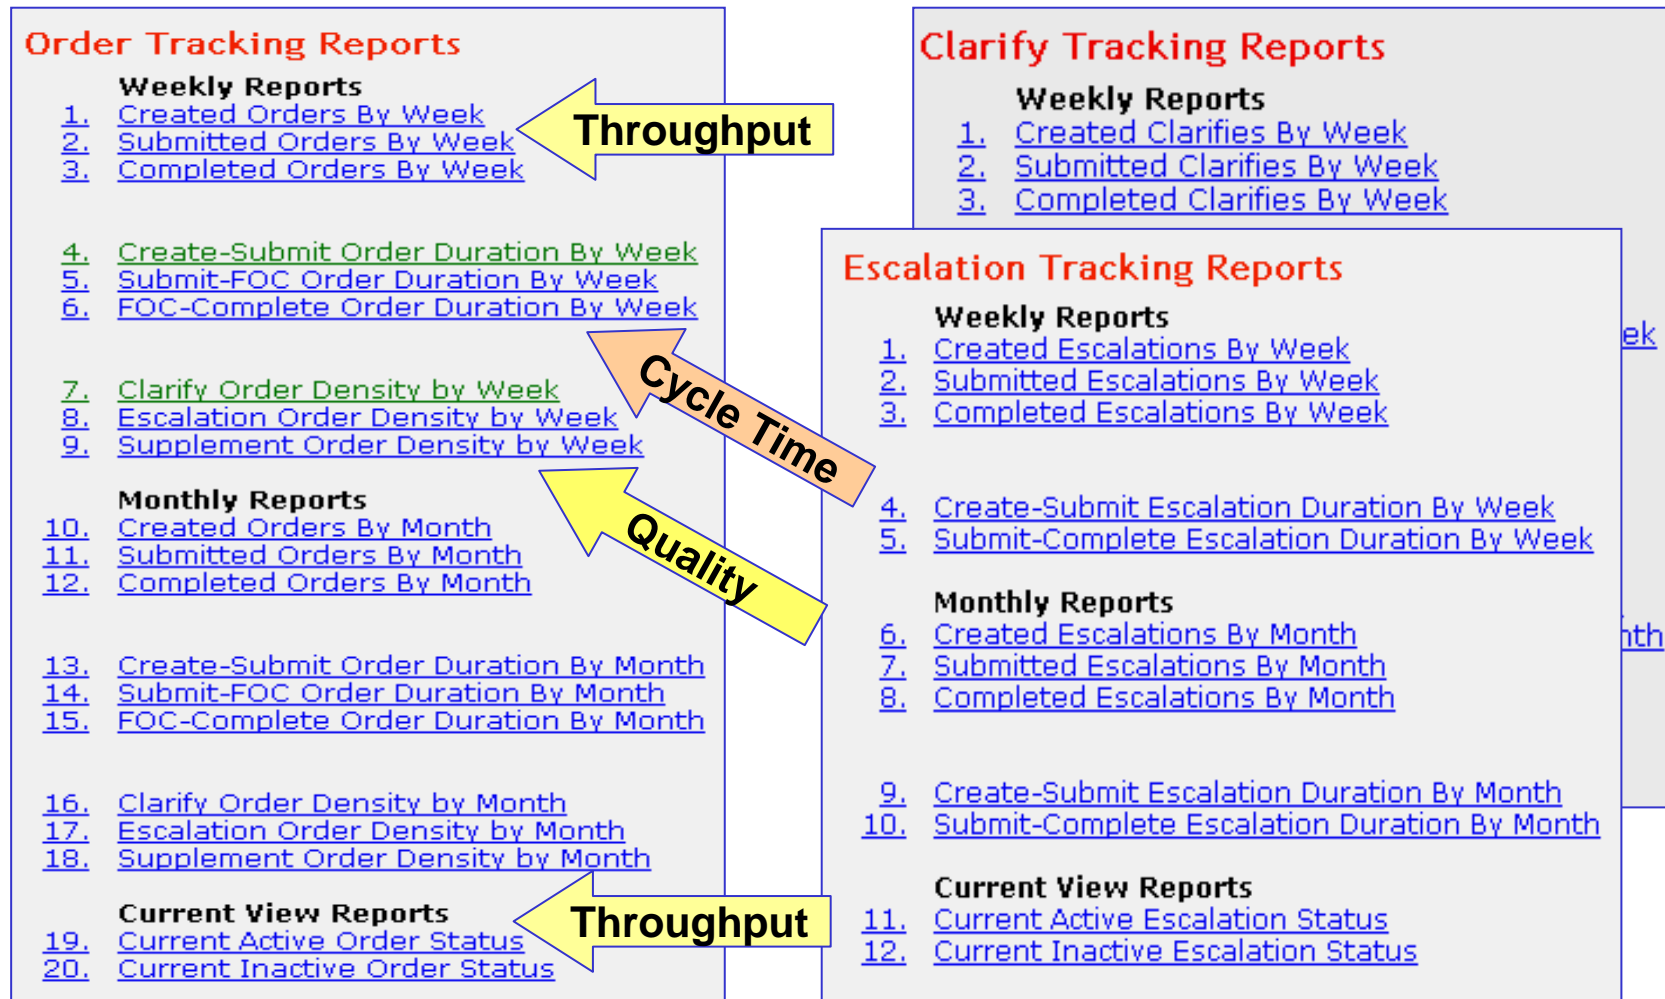 Order Tracking Reports
Weekly Reports
1. Created Orders By Week
2. Submitted Orders By Week
3. Completed Orders By Week
4. Create-Submit Order Duration By Week
5. Submit-FOC Order Duration By Week
6. FOC-Complete Order Duration By Week
7. Clarify Order Density by Week
8. Escalation Order Density by Week
9. Supplement Order Density by Week
Monthly Reports
10. Created Orders By Month
11. Submitted Orders By Month
12. Completed Orders By Month
13. Create-Submit Order Duration By Month
14. Submit-FOC Order Duration By Month
15. FOC-Complete Order Duration By Month
16. Clarify Order Density by Month
17. Escalation Order Density by Month
18. Supplement Order Density by Month
Current View Reports
19. Current Active Order Status
20. Current Inactive Order Status
Throughput
Cycle Time
Quality
Throughput
Clarify Tracking Reports
Weekly Reports
1. Created Clarifies By Week
2. Submitted Clarifies By Week
3. Completed Clarifies By Week
ek
nth
Escalation Tracking Reports
Weekly Reports
1. Created Escalations By Week
2. Submitted Escalations By Week
3. Completed Escalations By Week
4. Create-Submit Escalation Duration By Week
5. Submit-Complete Escalation Duration By Week
Monthly Reports
6. Created Escalations By Month
7. Submitted Escalations By Month
8. Completed Escalations By Month
9. Create-Submit Escalation Duration By Month
10. Submit-Complete Escalation Duration By Month
Current View Reports
11. Current Active Escalation Status
12. Current Inactive Escalation Status